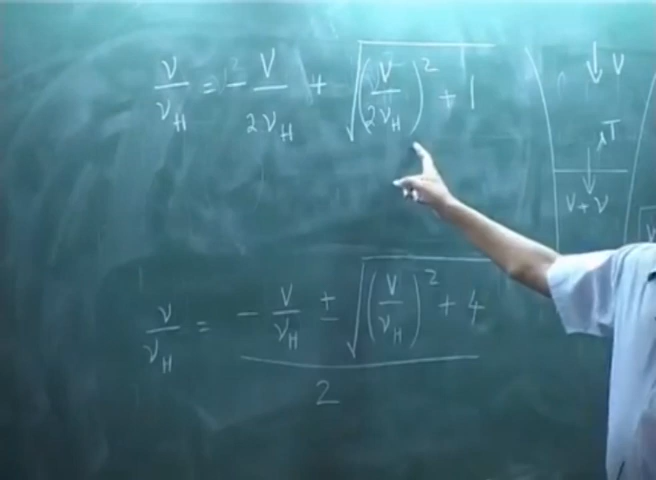 ν/ν_H = - V/2ν_H + √((V/2ν_H)² + 1)
V
↗T
V + ν
ν/ν_H = (- V/ν_H ± √((V/ν_H)² + 4)) / 2